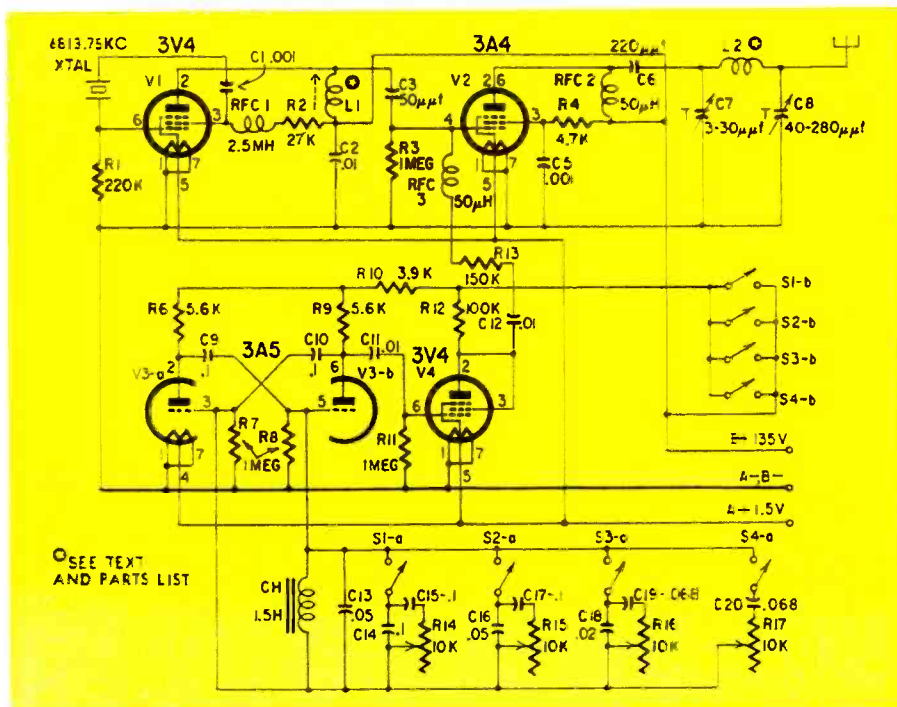 6813.75KC
XTAL
3V4
C1 .001
3A4
220µµf
L2
V1
2
6
3
1
7
5
RFC 1
2.5MH
R2
27K
L1
C2
.01
C3
50µµf
R3
1MEG
RFC
3
50µH
V2
2 6
4
3
1
7
5
RFC 2
50µH
R4
4.7K
C5
.001
C6
C7
3-30µµf
C8
40-280µµf
T
T
R1
220K
R13
150K
R10 3.9K
R6
5.6K
R9
5.6K
R12
100K
C12
.01
S1-b
S2-b
S3-b
S4-b
C9
.1
3A5
C10
.1
C11
.01
3V4
V4
V3-a
2
3
1
7
4
V3-b
6
5
R7
R8
1MEG
R11
1MEG
2
6
3
1
7
5
B+135V
A-,B-
A+1.5V
SEE TEXT
AND PARTS LIST
CH
1.5H
C13
.05
S1-a
S2-a
S3-a
S4-a
C15-.1
C14
.1
R14
10K
C17-.1
C16
.05
R15
10K
C19-.068
C18
.02
R16
10K
C20
.068
R17
10K